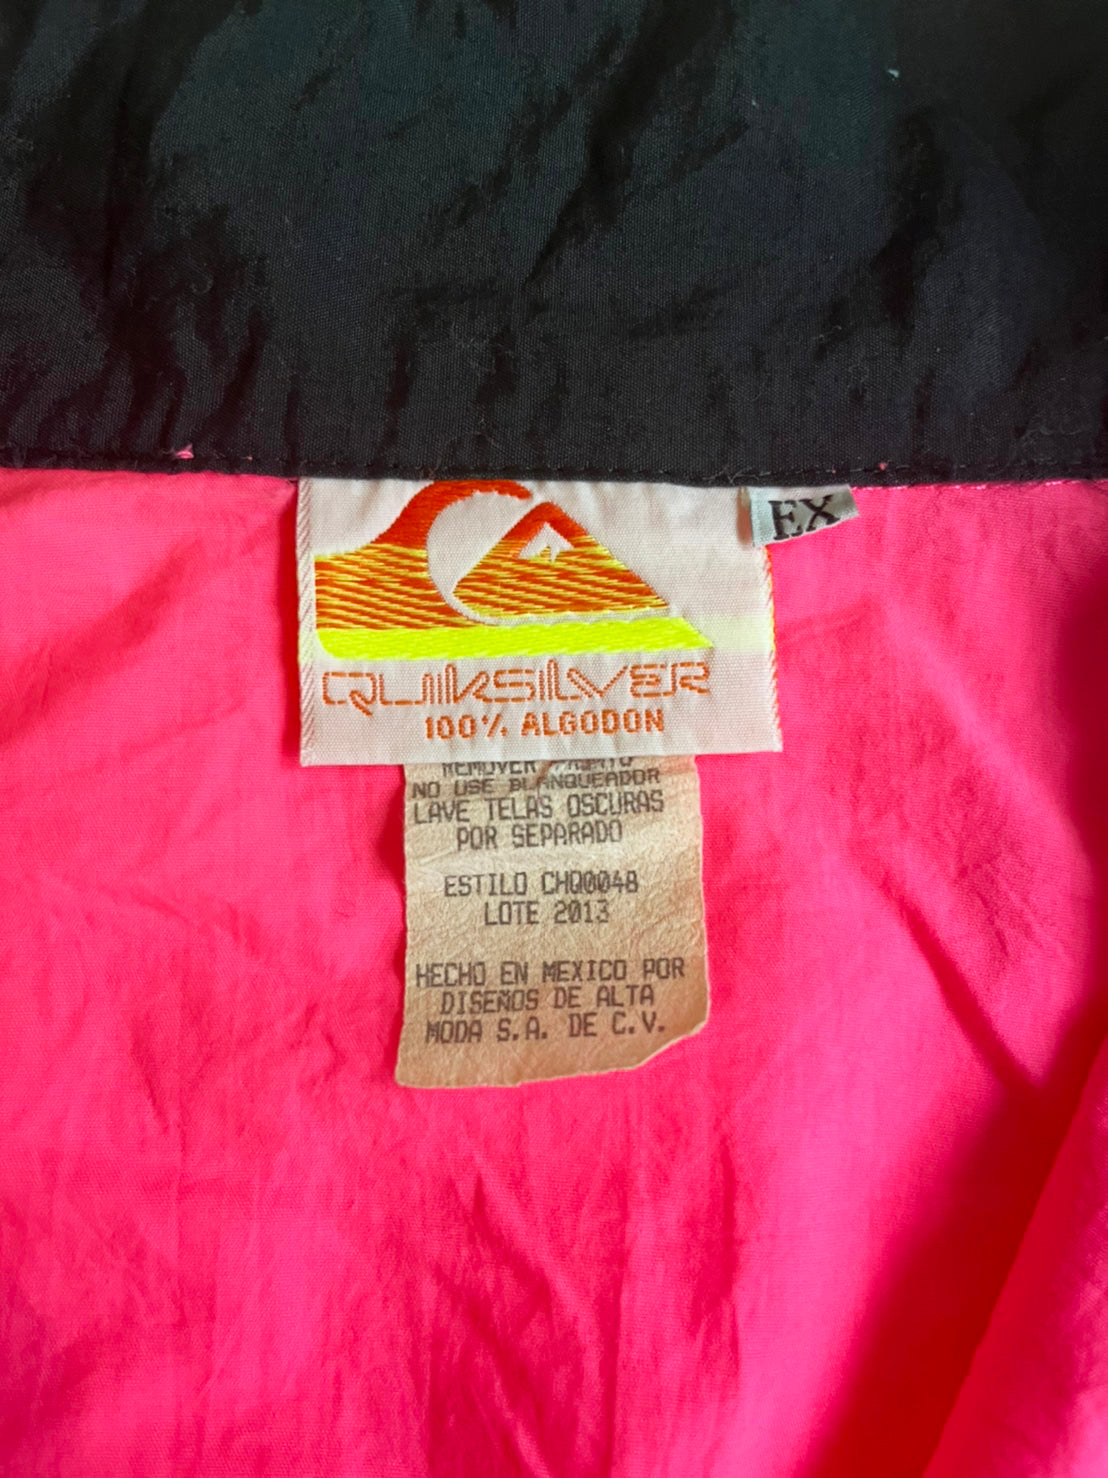 EX
QUIKSILVER
100% ALGODON
REMOVER
NO USE BLANQUEADOR
LAVE TELAS OSCURAS
POR SEPARADO
ESTILO CHQ0048
LOTE 2013
HECHO EN MEXICO POR
DISEÑOS DE ALTA
MODA S.A. DE C.V.